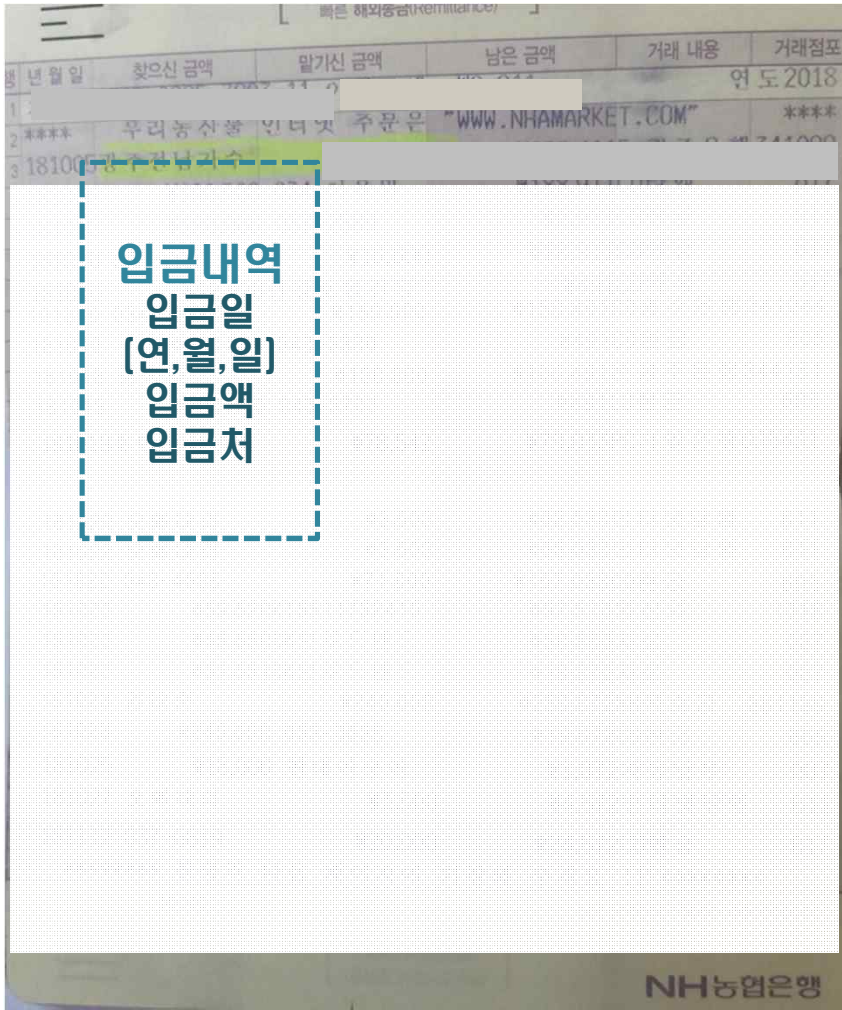 빠른 해외송금(Remittance)
년월일 찾으신 금액 맡기신 금액 남은 금액 거래 내용 거래점포
1 연 도2018
2 **** 우리농산물 인터넷 주문은 "WWW.NHAMARKET.COM" ****
3 181005
입금내역
입금일
(연,월,일)
입금액
입금처
NH농협은행